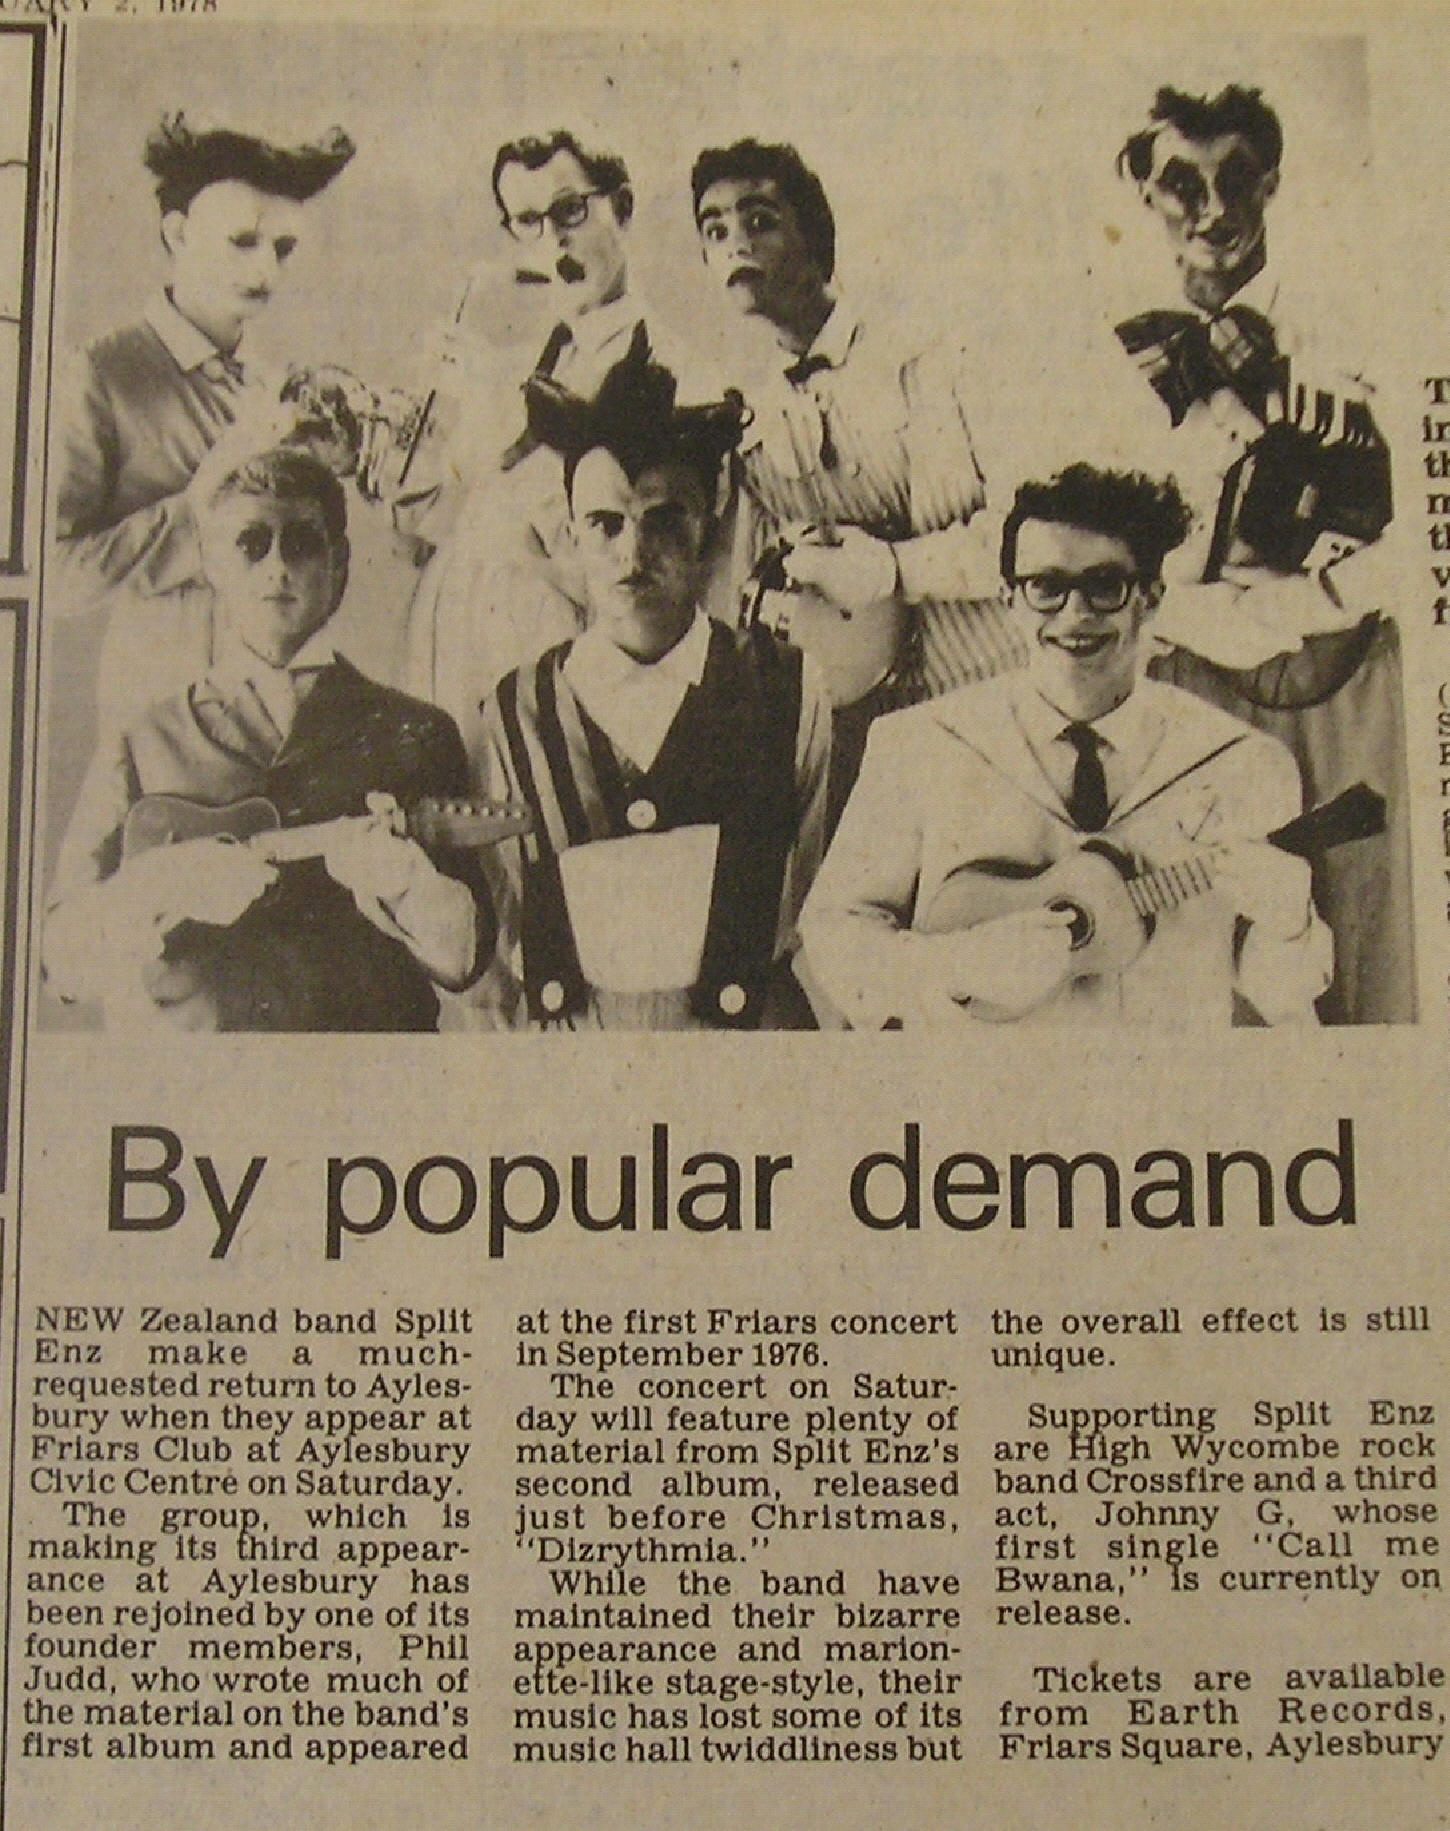 2, 1978
By popular demand
NEW Zealand band Split
Enz make a much-
requested return to Ayles-
bury when they appear at
Friars Club at Aylesbury
Civic Centre on Saturday.
The group, which is
making its third appear-
ance at Aylesbury has
been rejoined by one of its
founder members, Phil
Judd, who wrote much of
the material on the band's
first album and appeared
at the first Friars concert
in September 1976.
The concert on Satur-
day will feature plenty of
material from Split Enz's
second album, released
just before Christmas,
"Dizrythmia."
While the band have
maintained their bizarre
appearance and marion-
ette-like stage-style, their
music has lost some of its
music hall twiddliness but
the overall effect is still
unique.
Supporting Split Enz
are High Wycombe rock
band Crossfire and a third
act, Johnny G, whose
first single "Call me
Bwana," is currently on
release.
Tickets are available
from Earth Records,
Friars Square, Aylesbury